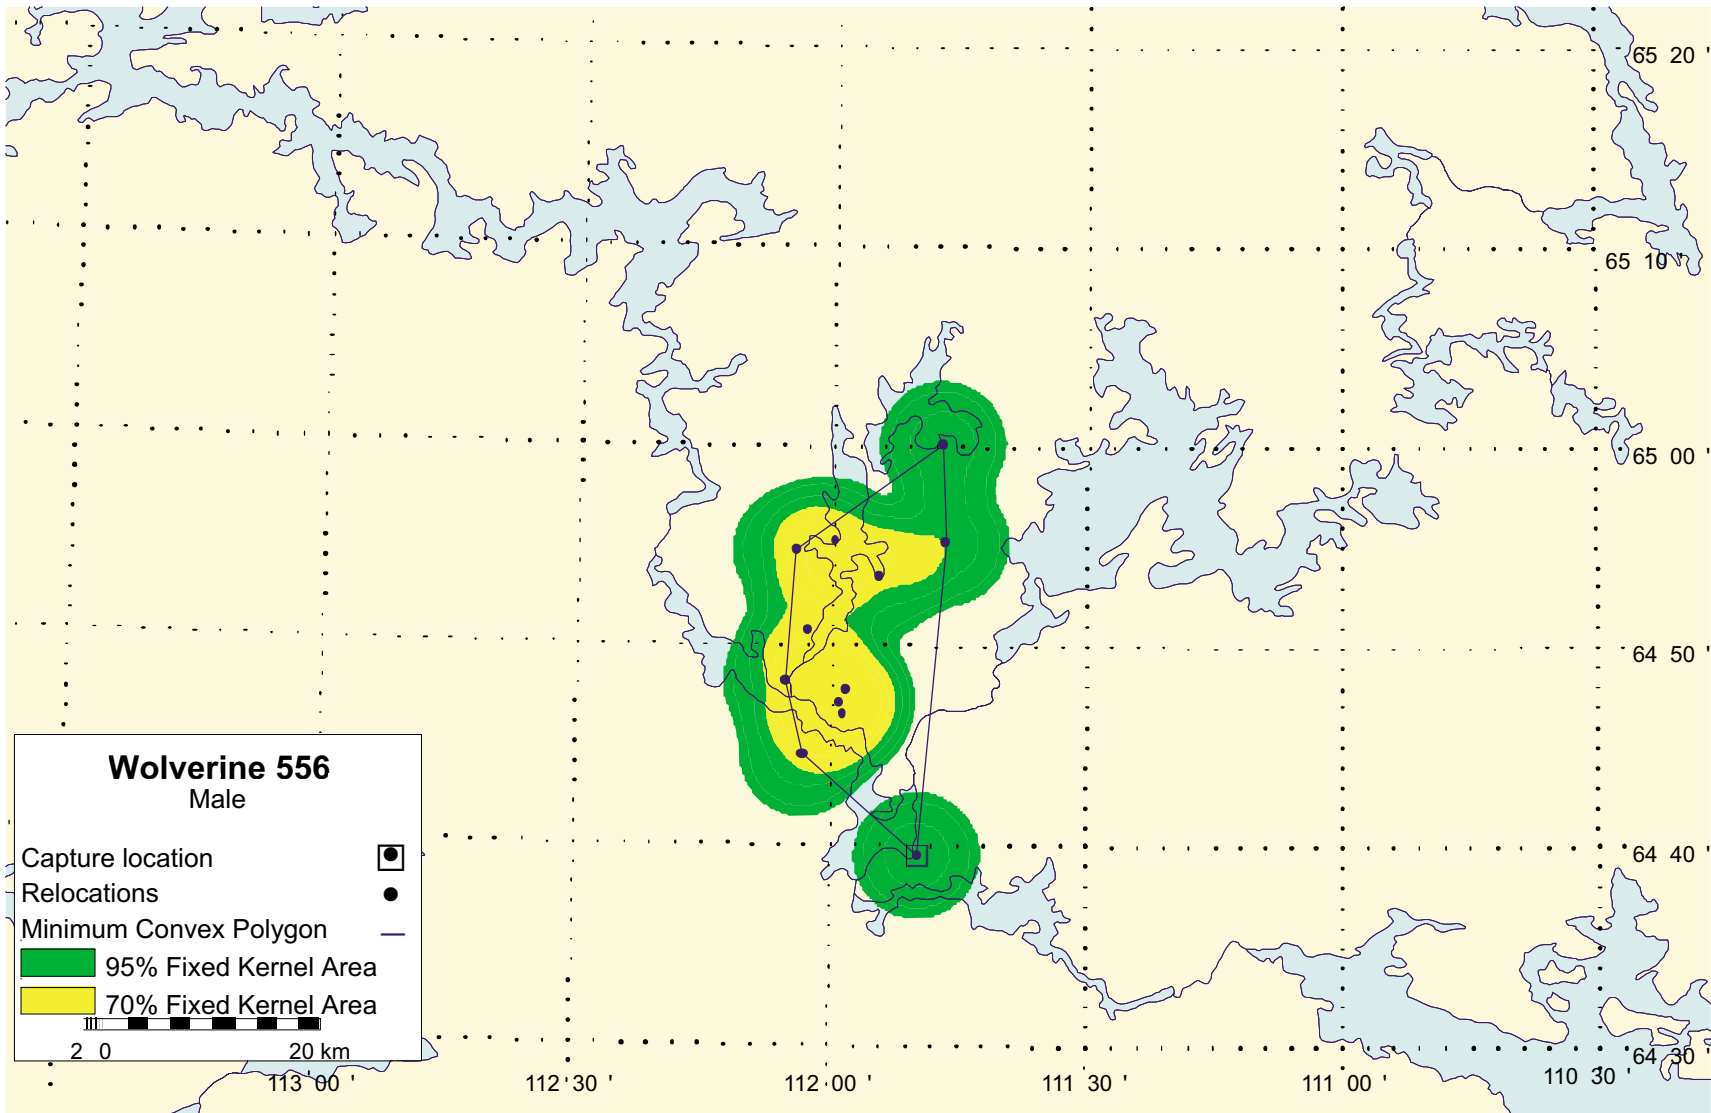 65 20 '
65 10 '
65 00 '
64 50 '
64 40 '
64 30 '
Wolverine 556
Male
Capture location
Relocations
Minimum Convex Polygon
95% Fixed Kernel Area
70% Fixed Kernel Area
2 0 20 km
113 00 ' 112 30 ' 112 00 ' 111 30 ' 111 00 ' 110 30 '